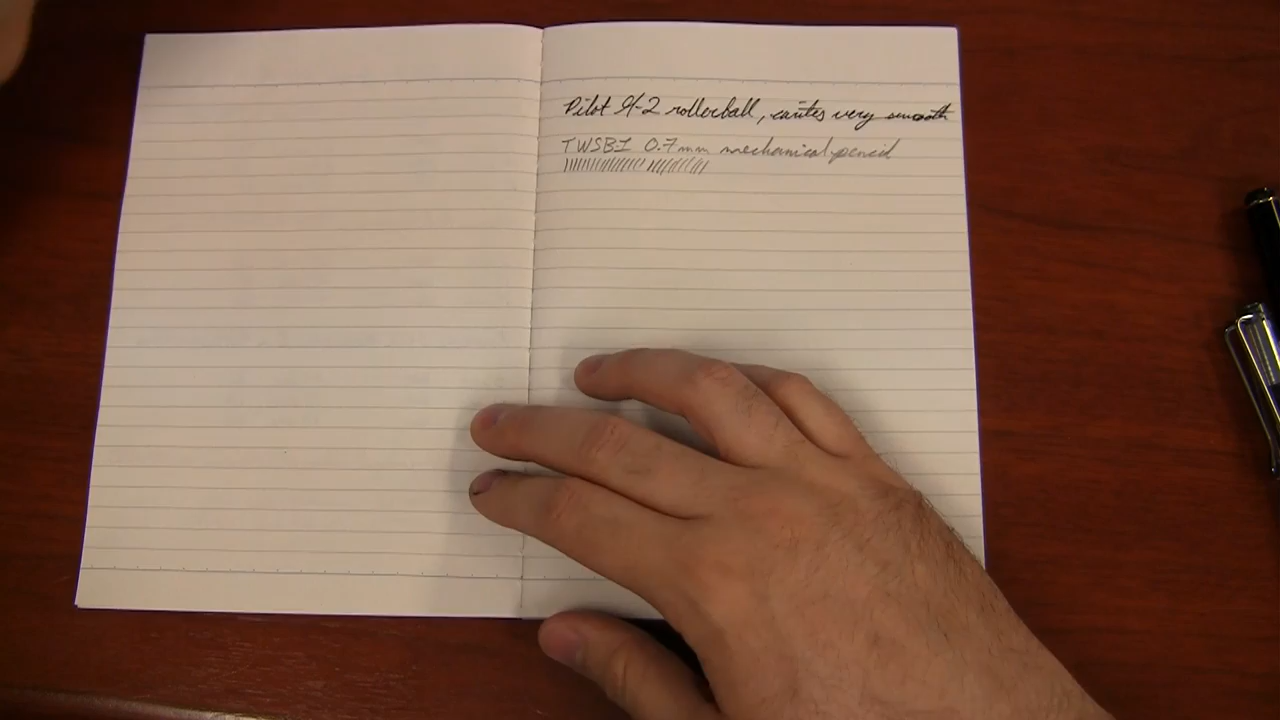 Pilot G-2 rollerball, writes very smooth
TWSBI 0.7mm mechanical pencil